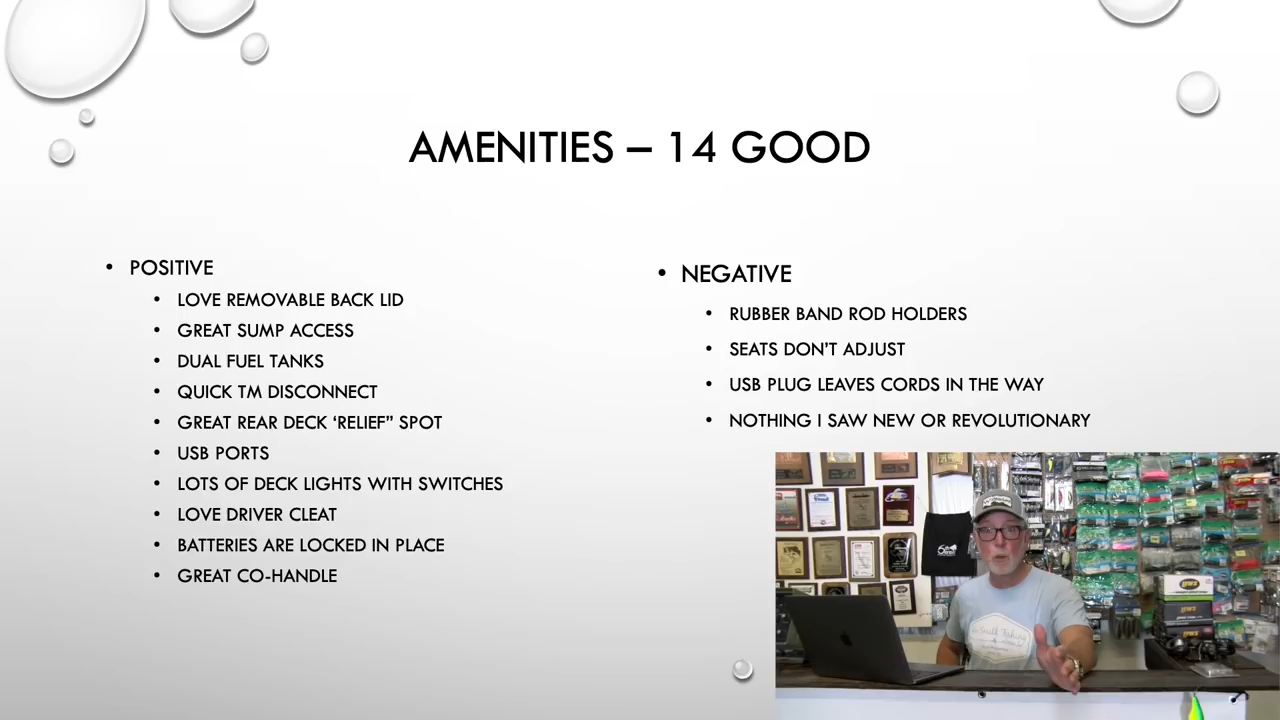 AMENITIES – 14 GOOD
• POSITIVE
• LOVE REMOVABLE BACK LID
• GREAT SUMP ACCESS
• DUAL FUEL TANKS
• QUICK TM DISCONNECT
• GREAT REAR DECK ‘RELIEF” SPOT
• USB PORTS
• LOTS OF DECK LIGHTS WITH SWITCHES
• LOVE DRIVER CLEAT
• BATTERIES ARE LOCKED IN PLACE
• GREAT CO-HANDLE
• NEGATIVE
• RUBBER BAND ROD HOLDERS
• SEATS DON’T ADJUST
• USB PLUG LEAVES CORDS IN THE WAY
• NOTHING I SAW NEW OR REVOLUTIONARY